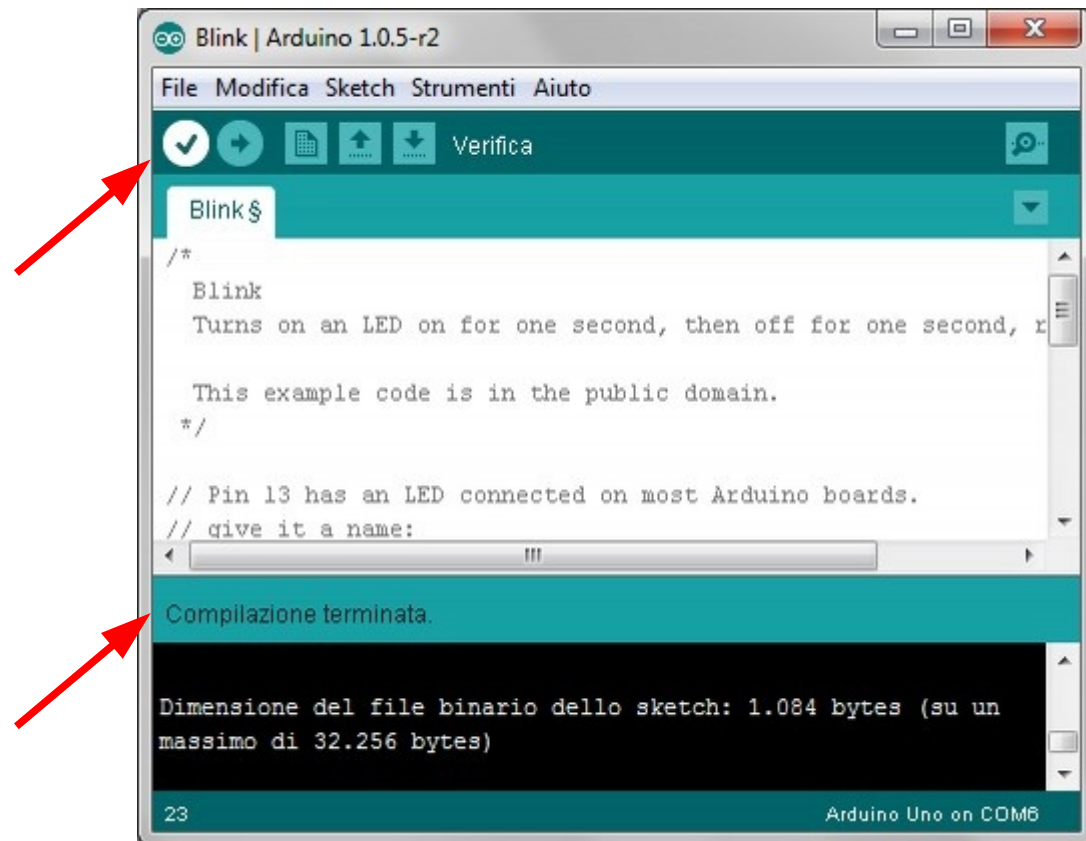 Blink | Arduino 1.0.5-r2
File Modifica Sketch Strumenti Aiuto
Verifica
Blink §
/*
Blink
Turns on an LED on for one second, then off for one second, r
This example code is in the public domain.
*/
// Pin 13 has an LED connected on most Arduino boards.
// give it a name:
Compilazione terminata.
Dimensione del file binario dello sketch: 1.084 bytes (su un
massimo di 32.256 bytes)
23 Arduino Uno on COM6